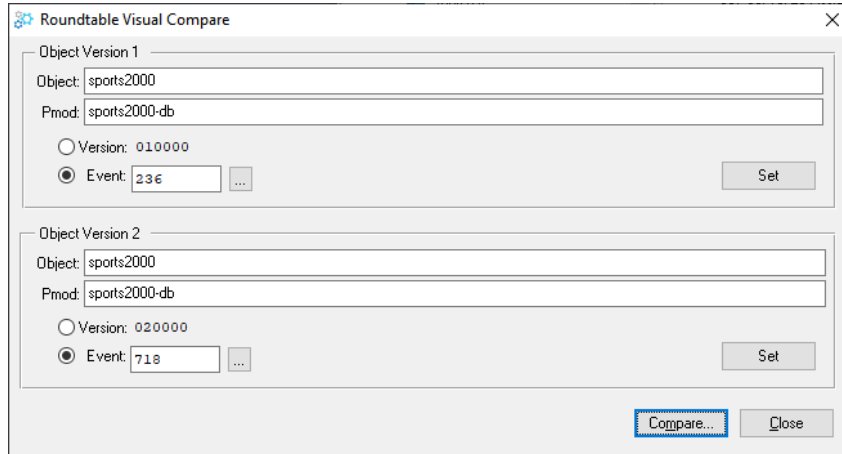 Roundtable Visual Compare
Object Version 1
Object: sports2000
Pmod: sports2000-db
Version: 010000
Event: 236 ...
Set
Object Version 2
Object: sports2000
Pmod: sports2000-db
Version: 020000
Event: 718 ...
Set
Compare... Close